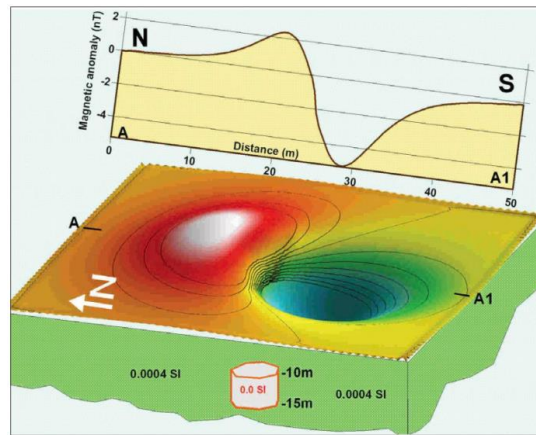 2
N
0
S
-2
-4
Magnetic anomaly (nT)
A
Distance (m)
A1
0
10
20
30
40
50
A
N
A1
0.0004 SI
0.0 SI
-10m
0.0004 SI
-15m